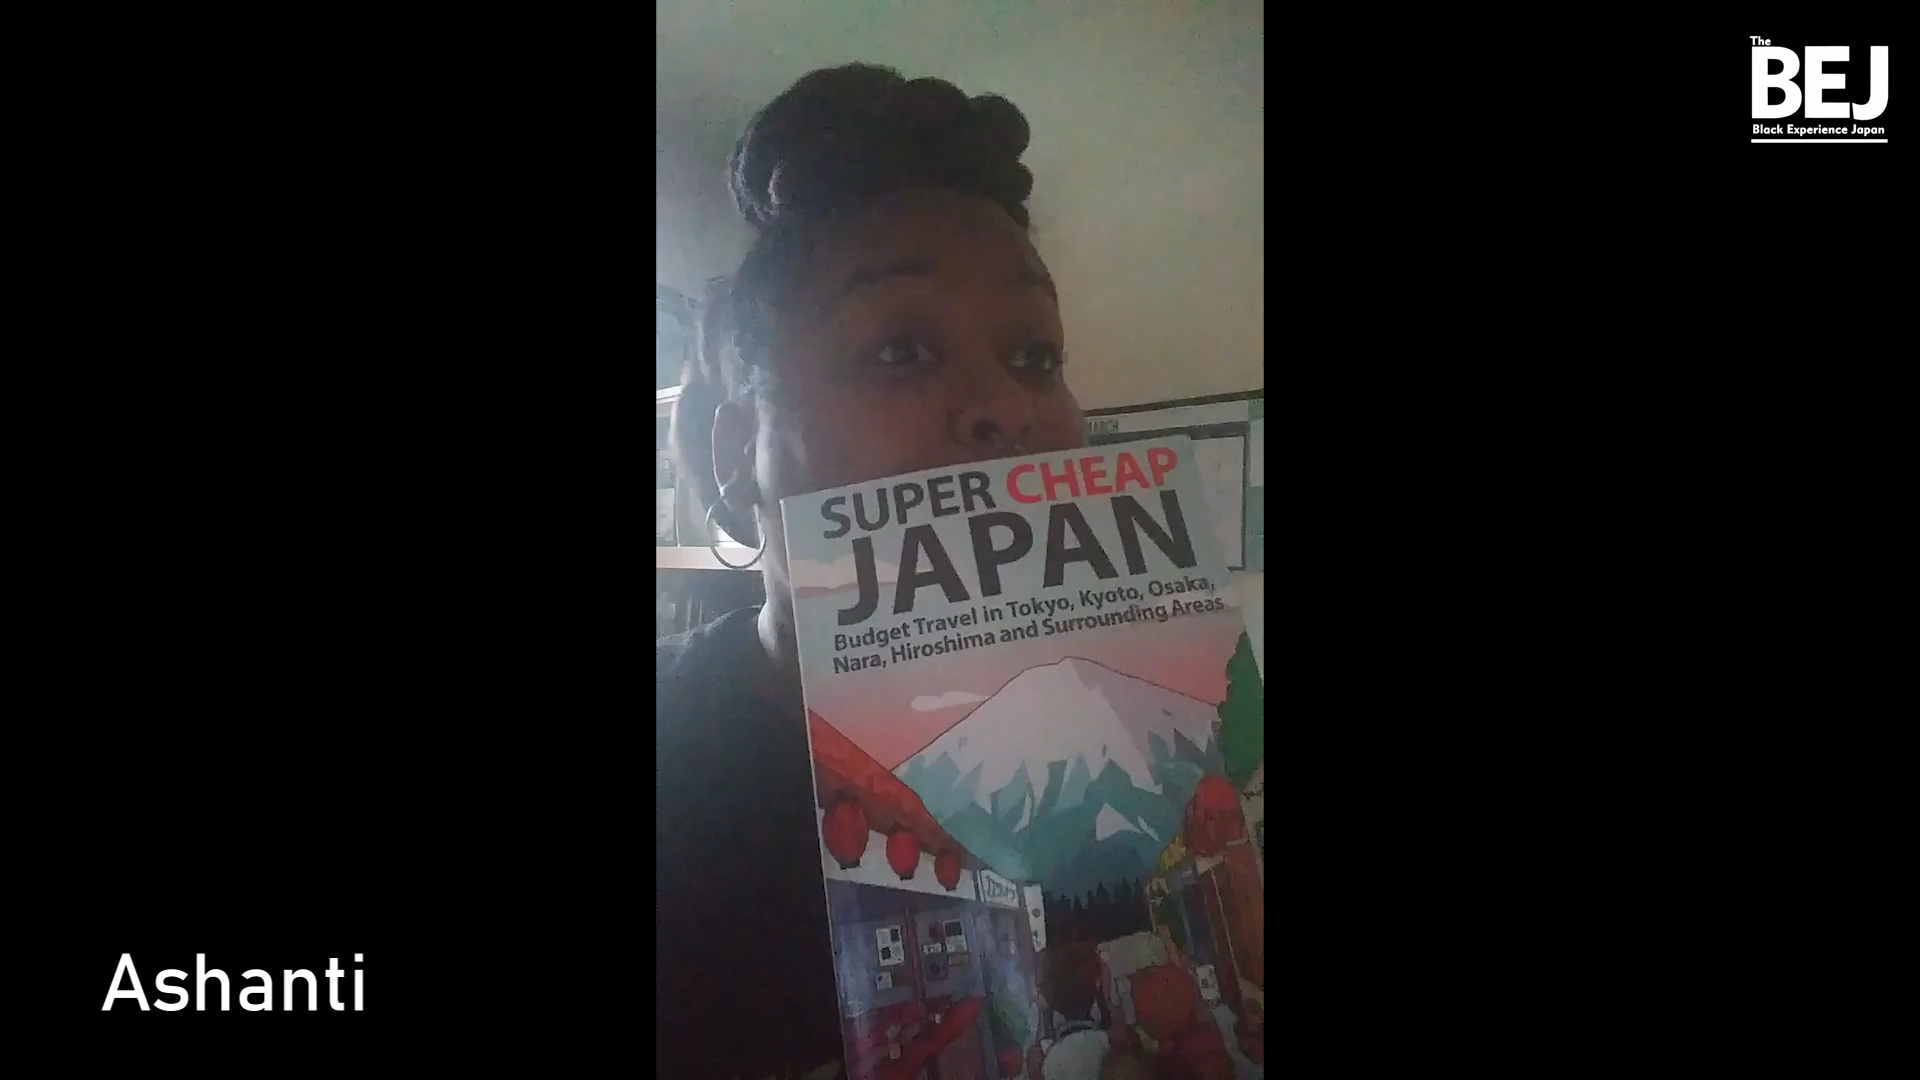 The
BEJ
Black Experience Japan
MARCH
SUPER CHEAP
JAPAN
Budget Travel in Tokyo, Kyoto, Osaka,
Nara, Hiroshima and Surrounding Areas
Ashanti